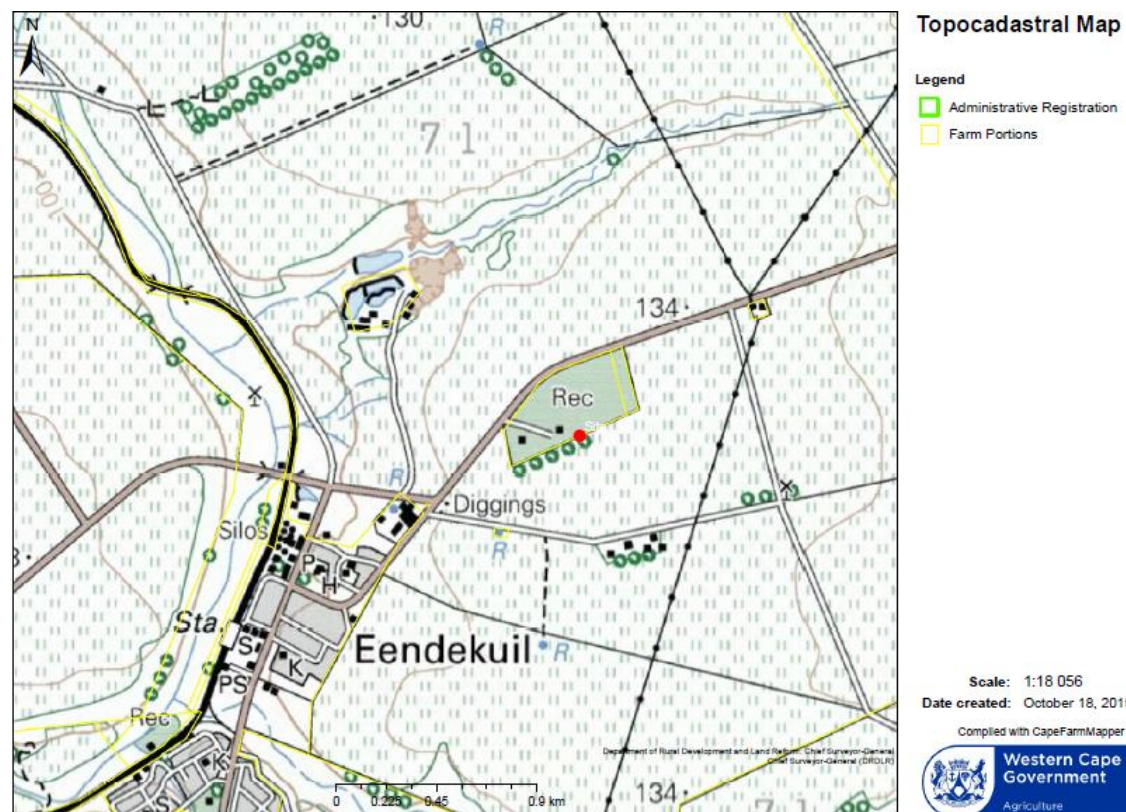 Topocadastral Map
Legend
Administrative Registration
Farm Portions
N
130
R
71
100
134
Rec
Diggings
R
Silos
R
P
H
Sta.
S
Eendekuil
R
K
PS
Rec
K
Department of Rural Development and Land Reform: Chief Surveyor-General
Chief Surveyor-General (DRDLR)
0 0.225 0.45 0.9 km
134
Scale: 1:18 056
Date created: October 18, 201
Compiled with CapeFarmMapper
Western Cape
Government
Agriculture